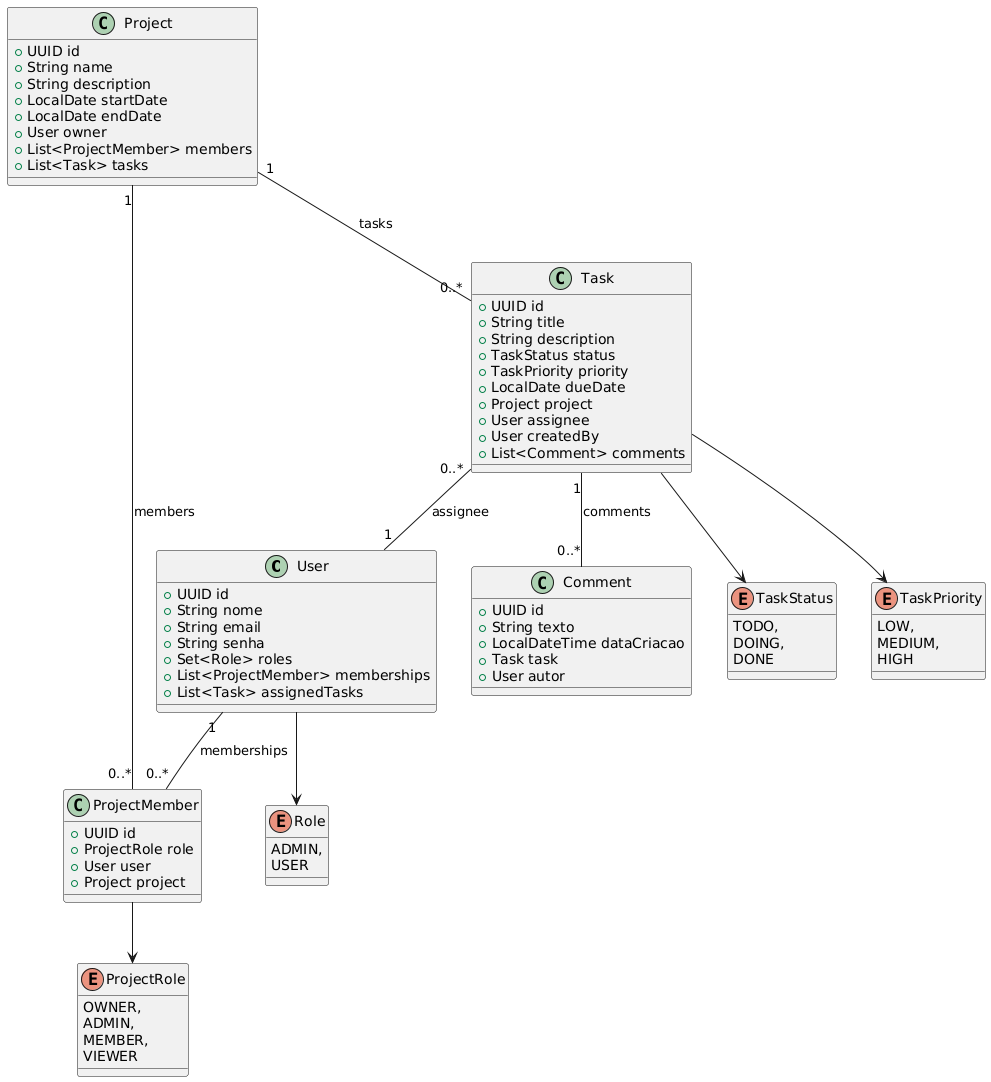 C Project
UUID id
String name
String description
LocalDate startDate
LocalDate endDate
User owner
List<ProjectMember> members
List<Task> tasks
1
1
tasks
0..*
C Task
UUID id
String title
String description
TaskStatus status
TaskPriority priority
LocalDate dueDate
Project project
User assignee
User createdBy
List<Comment> comments
0..*
assignee
1
1
comments
0..*
members
C User
UUID id
String nome
String email
String senha
Set<Role> roles
List<ProjectMember> memberships
List<Task> assignedTasks
C Comment
UUID id
String texto
LocalDateTime dataCriacao
Task task
User autor
E TaskStatus
TODO,
DOING,
DONE
E TaskPriority
LOW,
MEDIUM,
HIGH
1
memberships
0..*
0..*
C ProjectMember
UUID id
ProjectRole role
User user
Project project
E Role
ADMIN,
USER
E ProjectRole
OWNER,
ADMIN,
MEMBER,
VIEWER